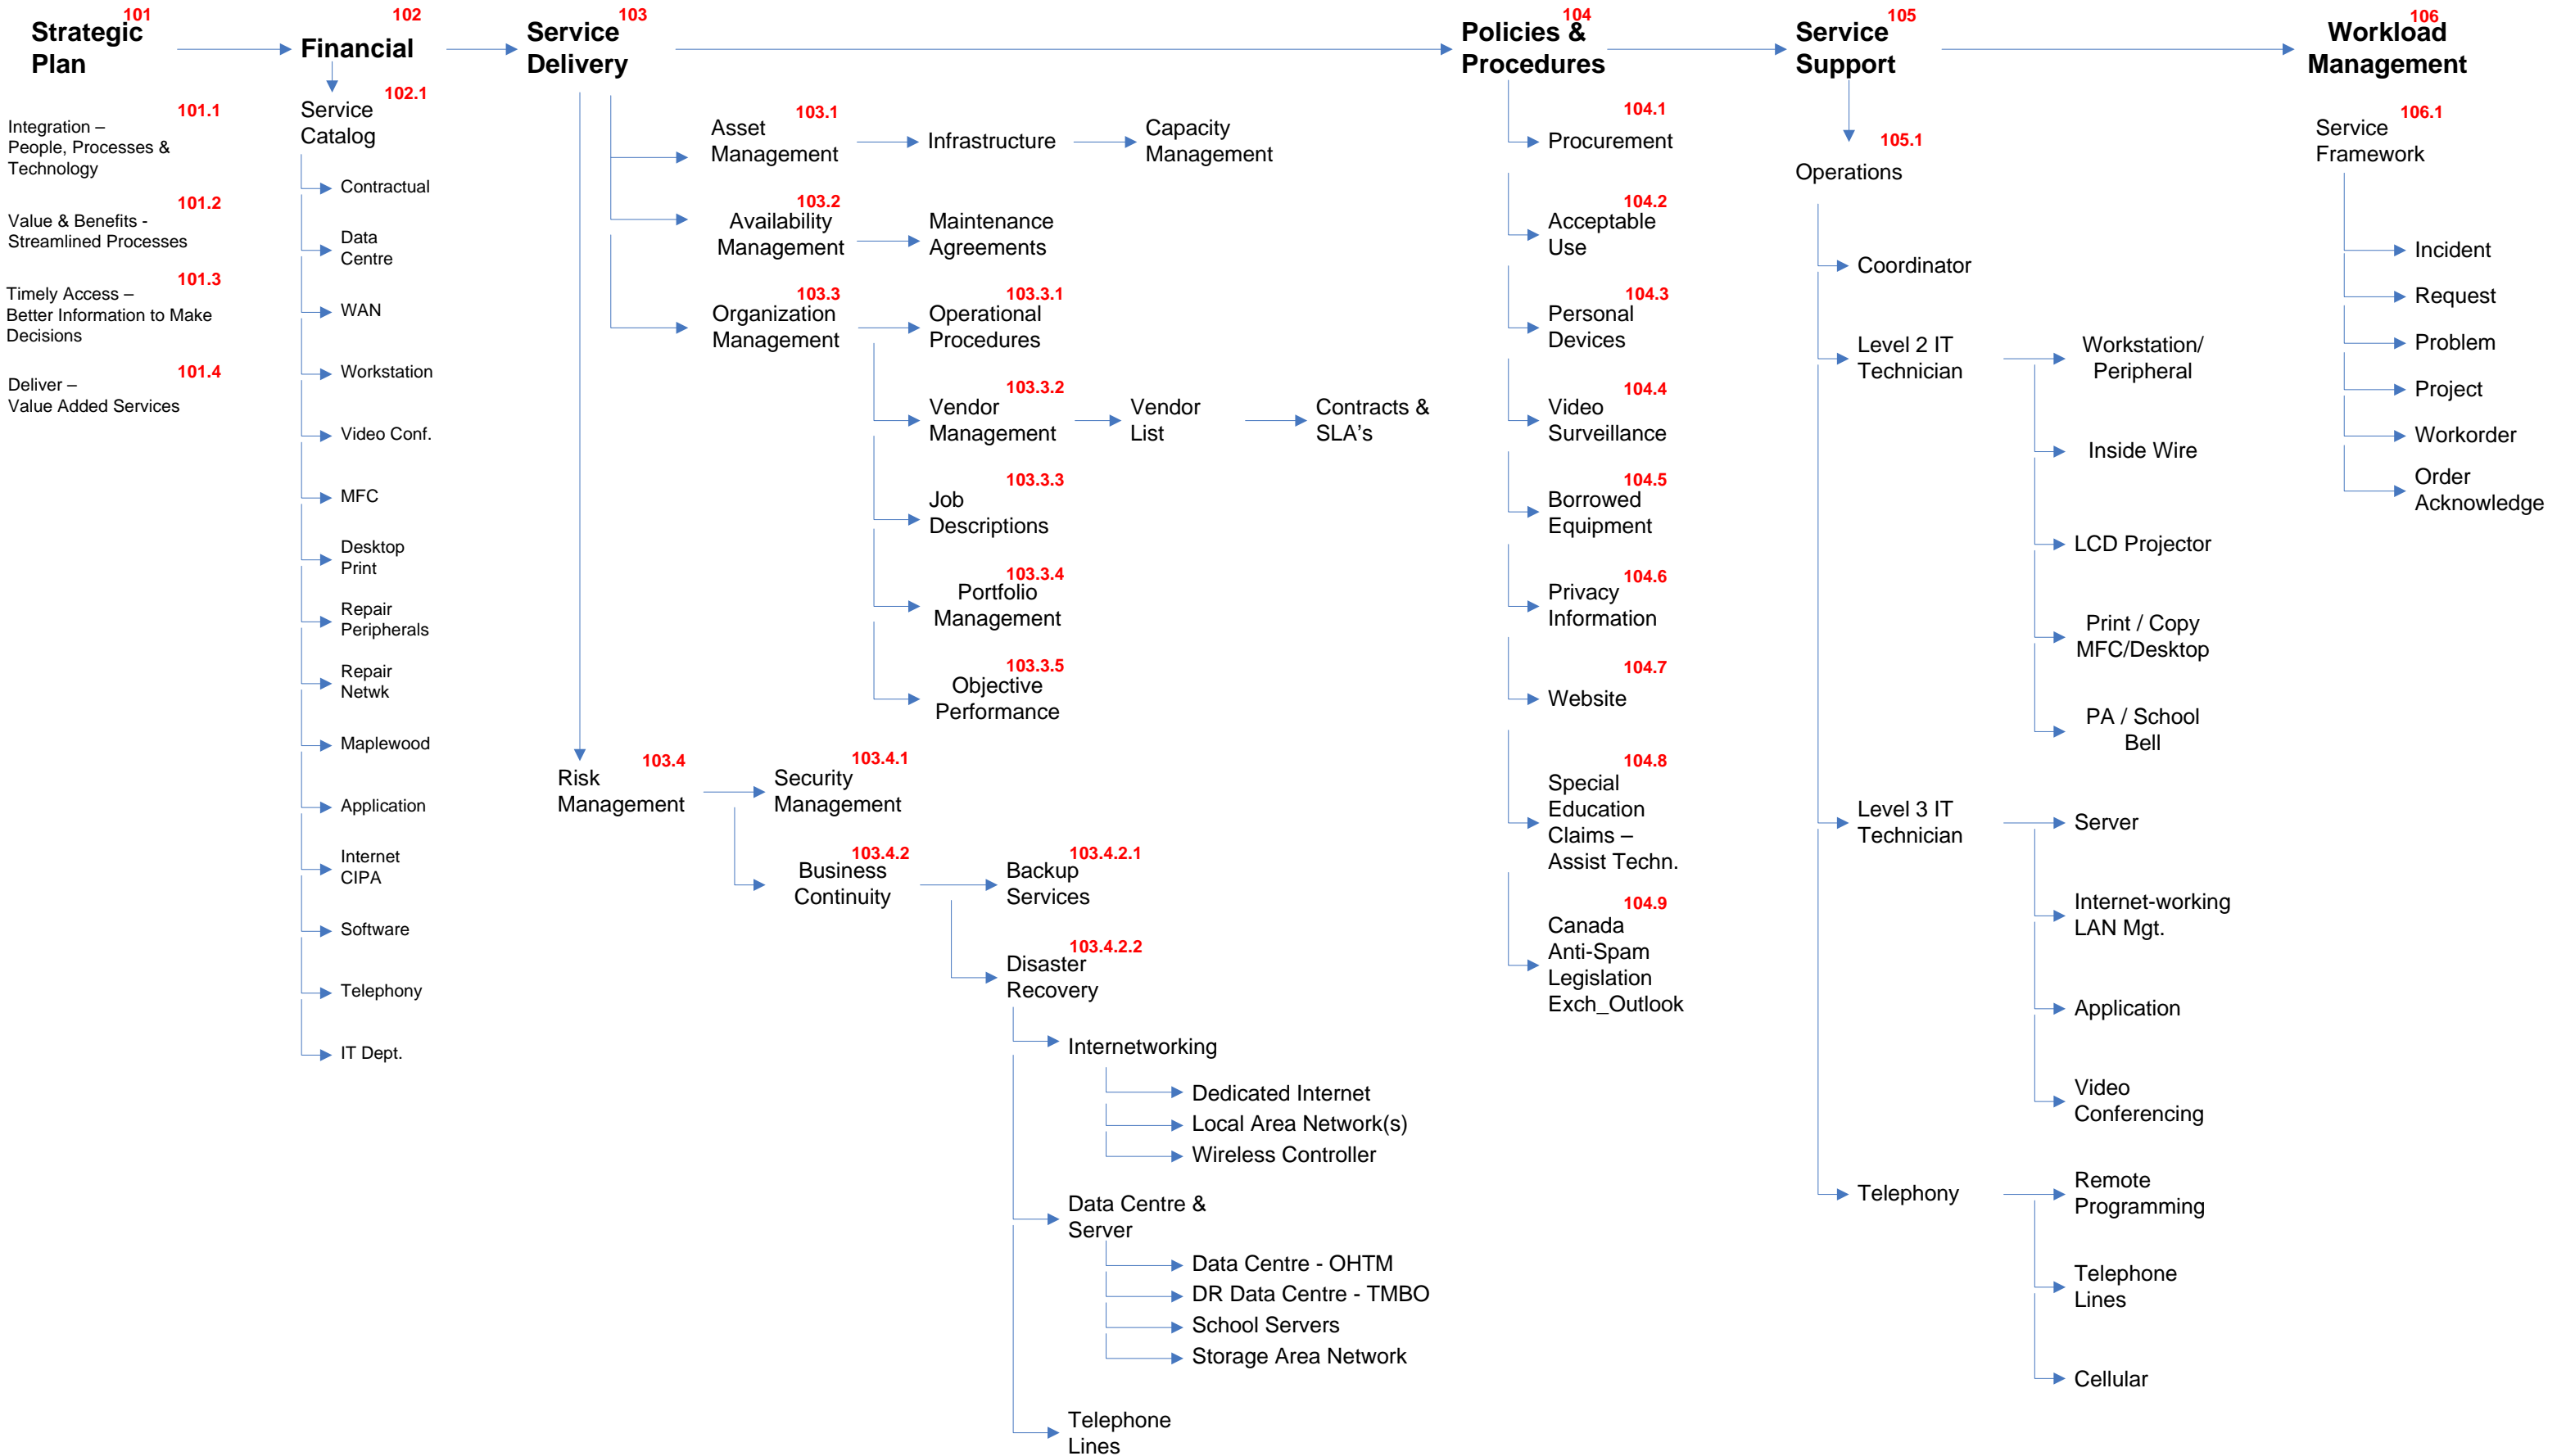 101
Strategic
Plan
101.1
Integration –
People, Processes &
Technology
101.2
Value & Benefits -
Streamlined Processes
101.3
Timely Access –
Better Information to Make
Decisions
101.4
Deliver –
Value Added Services
102
Financial
102.1
Service
Catalog
Contractual
Data
Centre
WAN
Workstation
Video Conf.
MFC
Desktop
Print
Repair
Peripherals
Repair
Netwk
Maplewood
Application
Internet
CIPA
Software
Telephony
IT Dept.
103
Service
Delivery
103.1
Asset
Management
Infrastructure
Capacity
Management
103.2
Availability
Management
Maintenance
Agreements
103.3
Organization
Management
103.3.1
Operational
Procedures
103.3.2
Vendor
Management
Vendor
List
Contracts &
SLA's
103.3.3
Job
Descriptions
103.3.4
Portfolio
Management
103.3.5
Objective
Performance
103.4
Risk
Management
103.4.1
Security
Management
103.4.2
Business
Continuity
103.4.2.1
Backup
Services
103.4.2.2
Disaster
Recovery
Internetworking
Dedicated Internet
Local Area Network(s)
Wireless Controller
Data Centre &
Server
Data Centre - OHTM
DR Data Centre - TMBO
School Servers
Storage Area Network
Telephone
Lines
104
Policies &
Procedures
104.1
Procurement
104.2
Acceptable
Use
104.3
Personal
Devices
104.4
Video
Surveillance
104.5
Borrowed
Equipment
104.6
Privacy
Information
104.7
Website
104.8
Special
Education
Claims –
Assist Techn.
104.9
Canada
Anti-Spam
Legislation
Exch_Outlook
105
Service
Support
105.1
Operations
Coordinator
Level 2 IT
Technician
Workstation/
Peripheral
Inside Wire
LCD Projector
Print / Copy
MFC/Desktop
PA / School
Bell
Level 3 IT
Technician
Server
Internet-working
LAN Mgt.
Application
Video
Conferencing
Telephony
Remote
Programming
Telephone
Lines
Cellular
106
Workload
Management
106.1
Service
Framework
Incident
Request
Problem
Project
Workorder
Order
Acknowledge